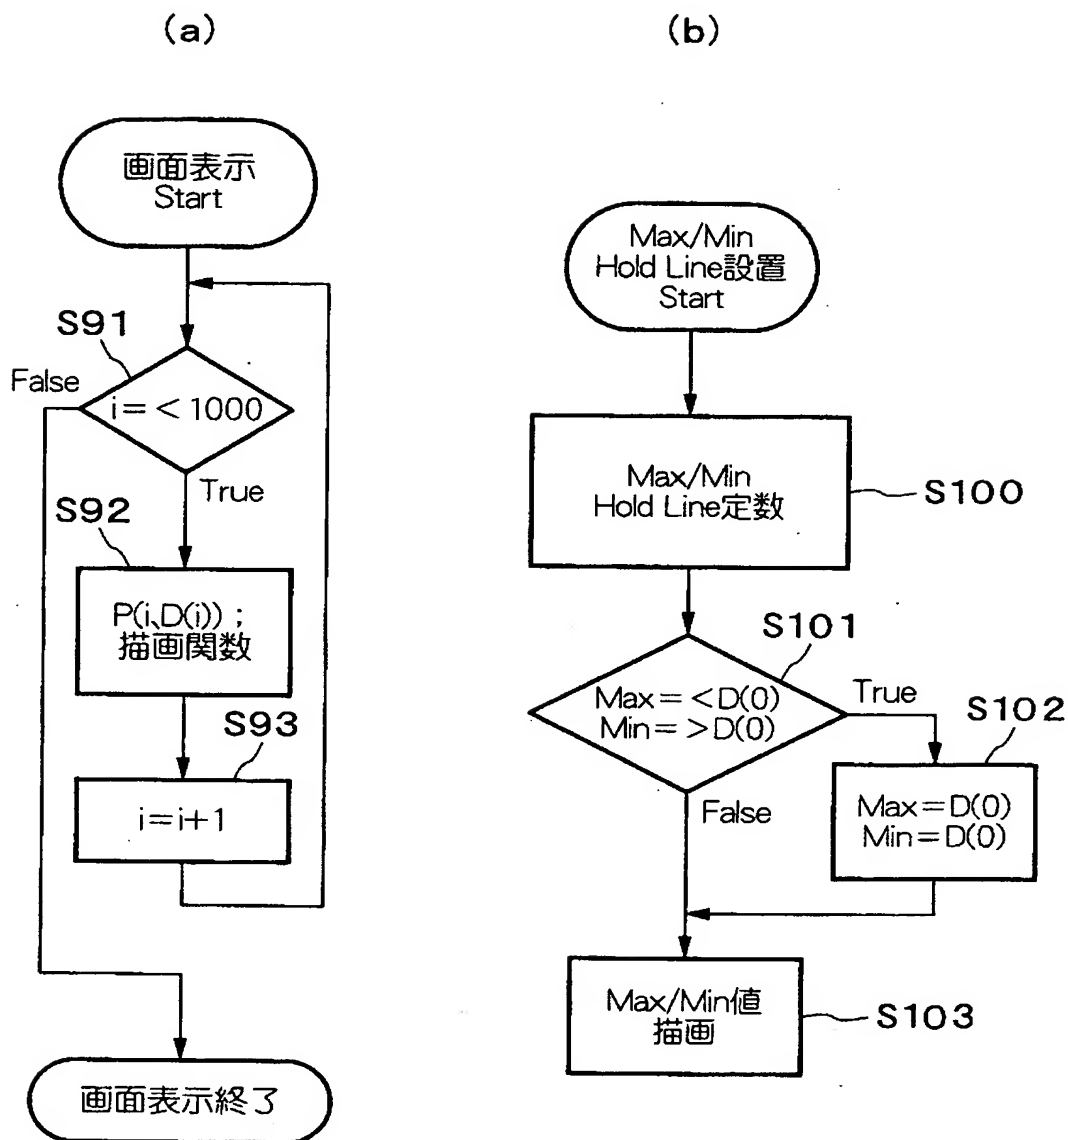 (a)
画面表示
Start
S91
False
i=<1000
True
S92
P(i、D(i));
描画関数
S93
i=i+1
画面表示終了
(b)
Max/Min
Hold Line設置
Start
Max/Min
Hold Line定数
S100
S101
Max=<D(0)
Min=>D(0)
True
False
S102
Max=D(0)
Min=D(0)
Max/Min値
描画
S103